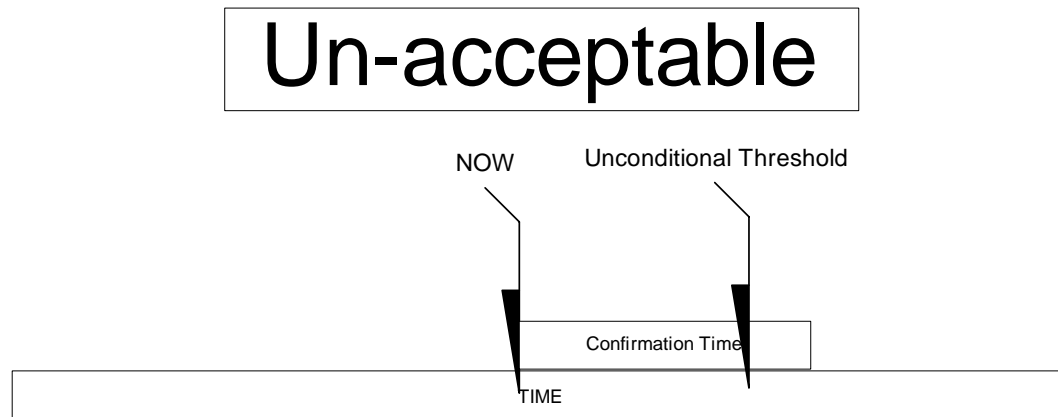 Un-acceptable
NOW
Unconditional Threshold
Confirmation Time
TIME